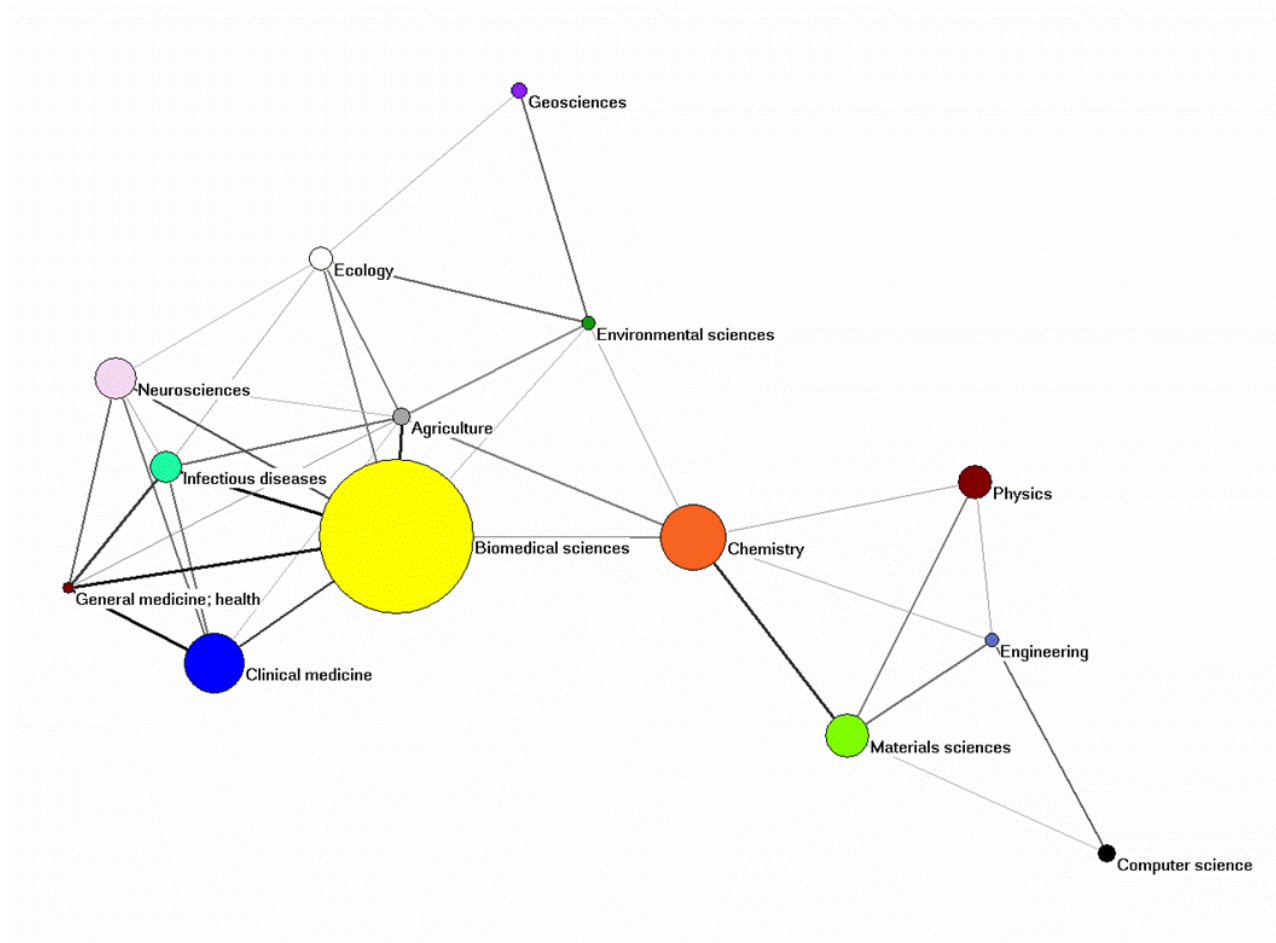 Geosciences
Ecology
Environmental sciences
Neurosciences
Agriculture
Infectious diseases
Physics
Biomedical sciences
Chemistry
General medicine; health
Engineering
Clinical medicine
Materials sciences
Computer science